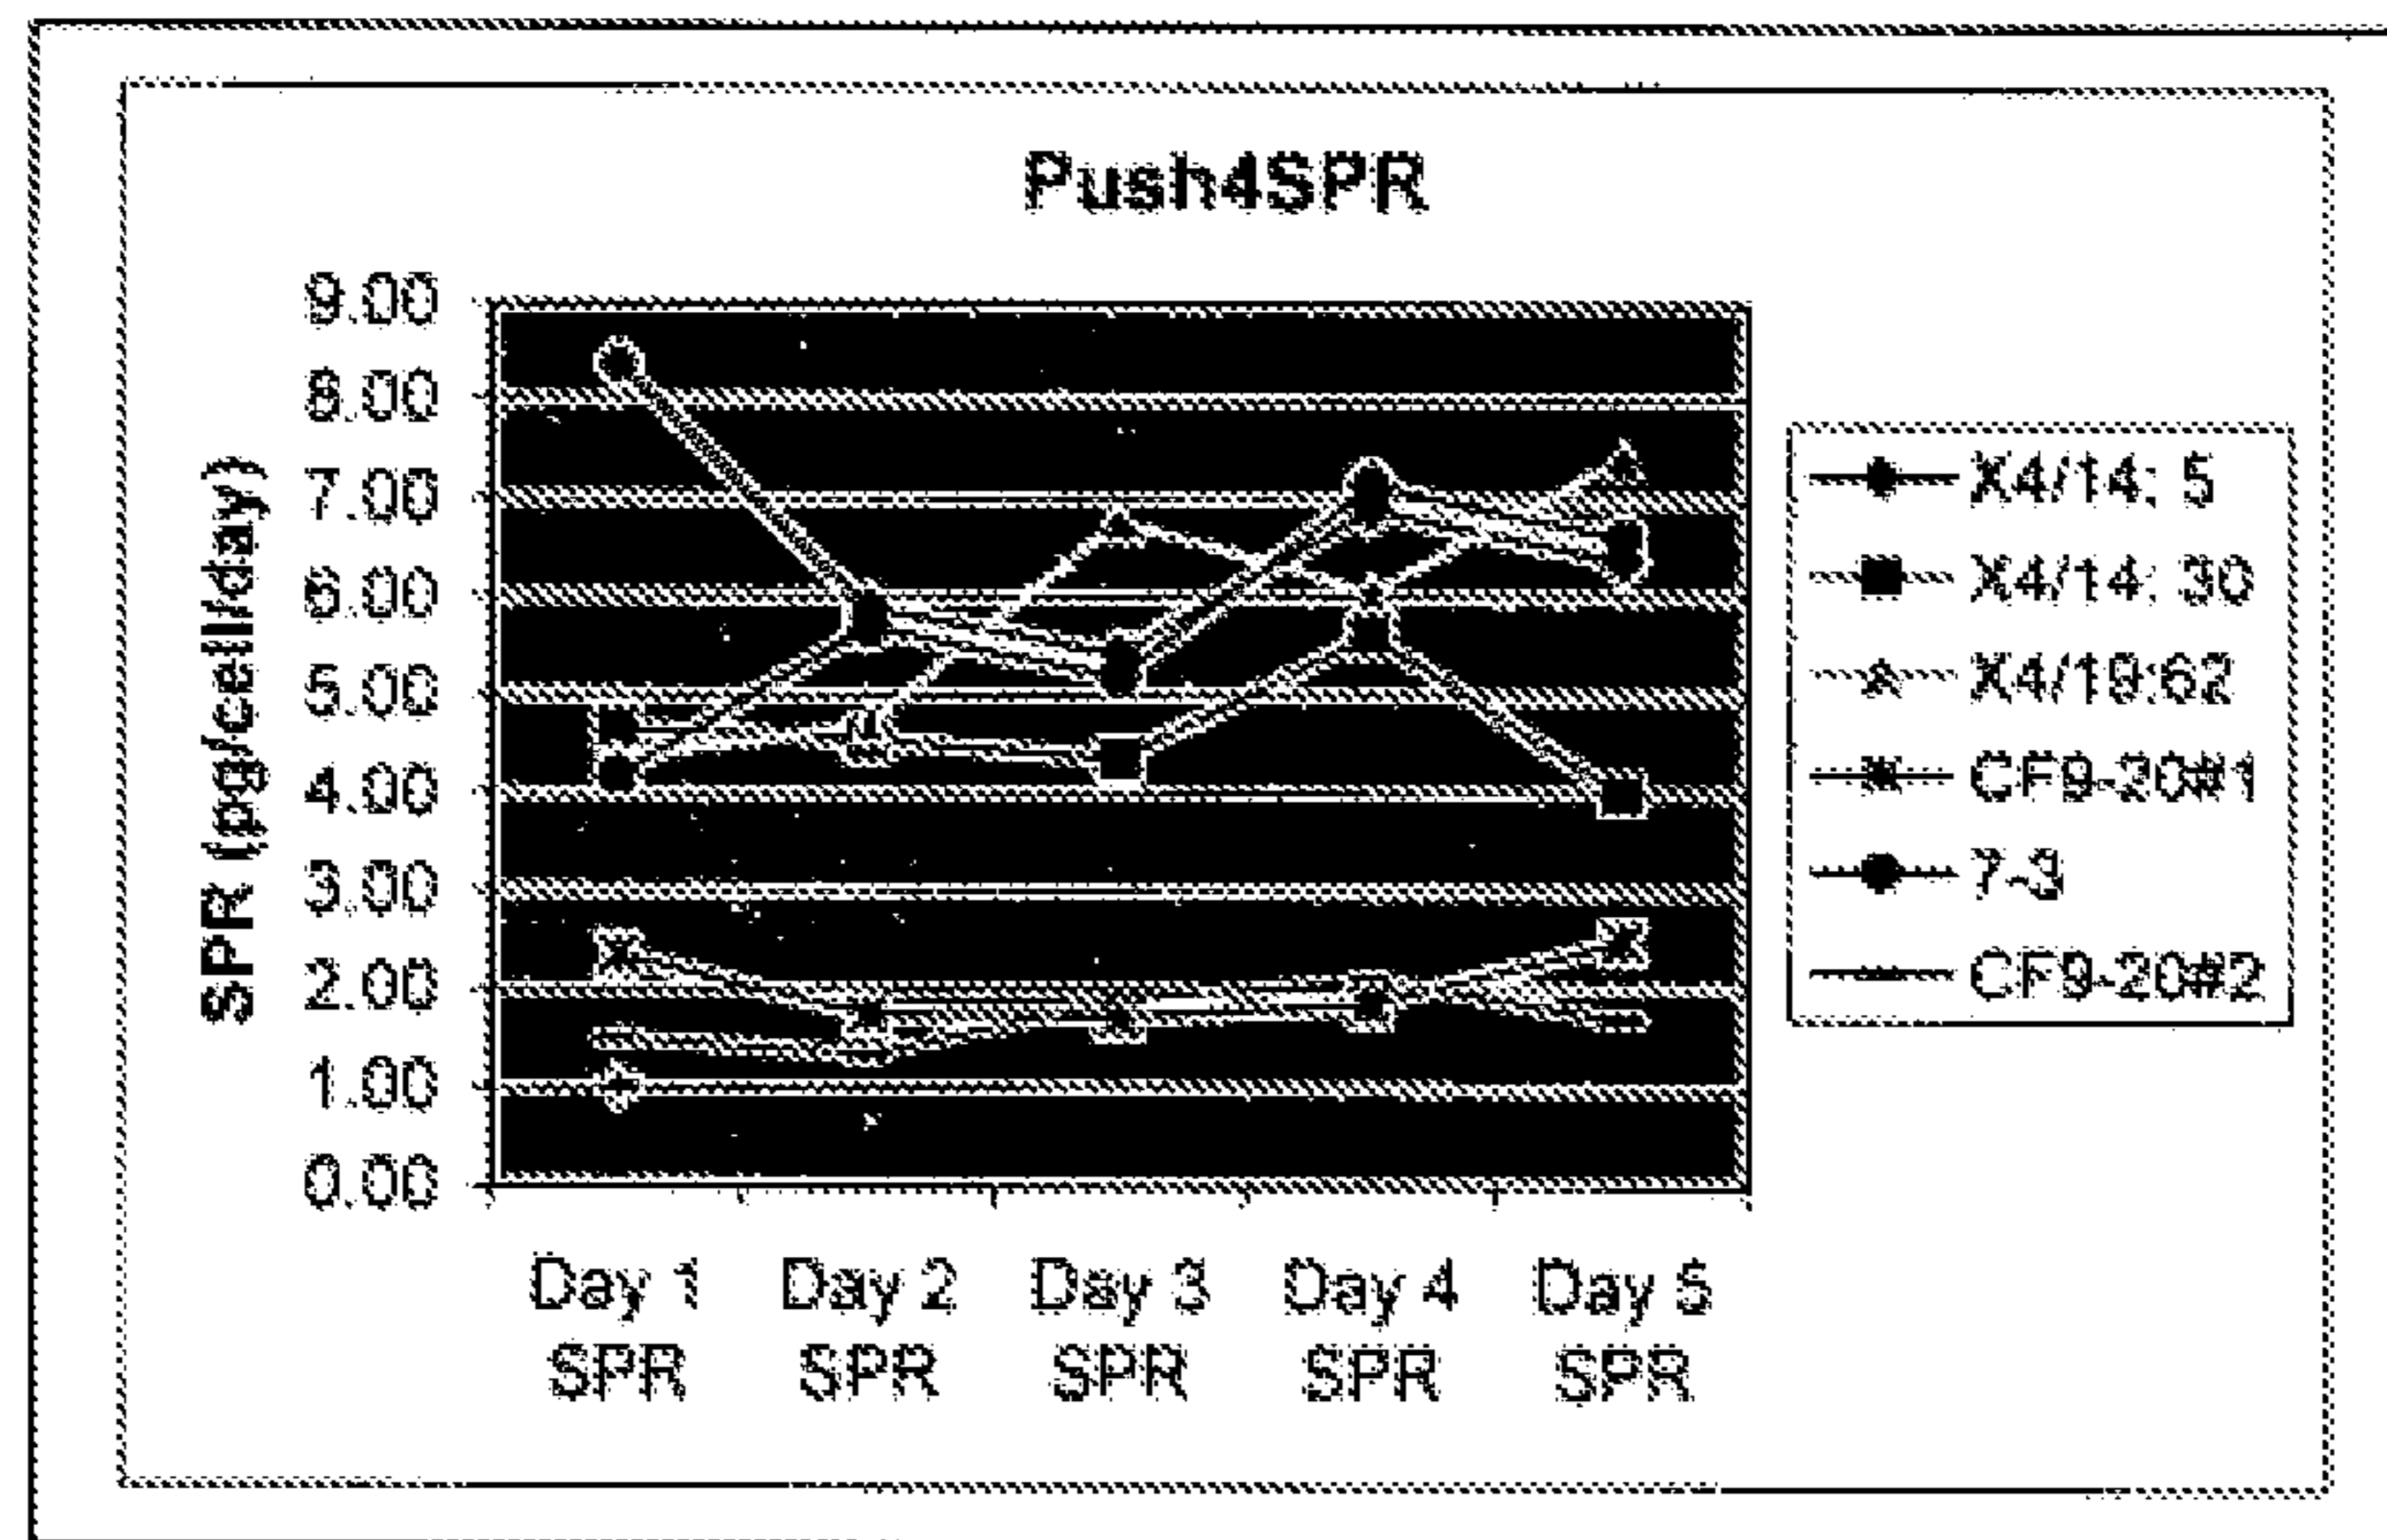 Push4SPR
9.00
8.00
7.00
6.00
5.00
4.00
3.00
2.00
1.00
0.00
SPR (pg/cell/day)
Day 1 SPR
Day 2 SPR
Day 3 SPR
Day 4 SPR
Day 5 SPR
X4/14: 5
X4/14: 30
X4/19:62
CF9-20#1
7-3
CF9-20#2